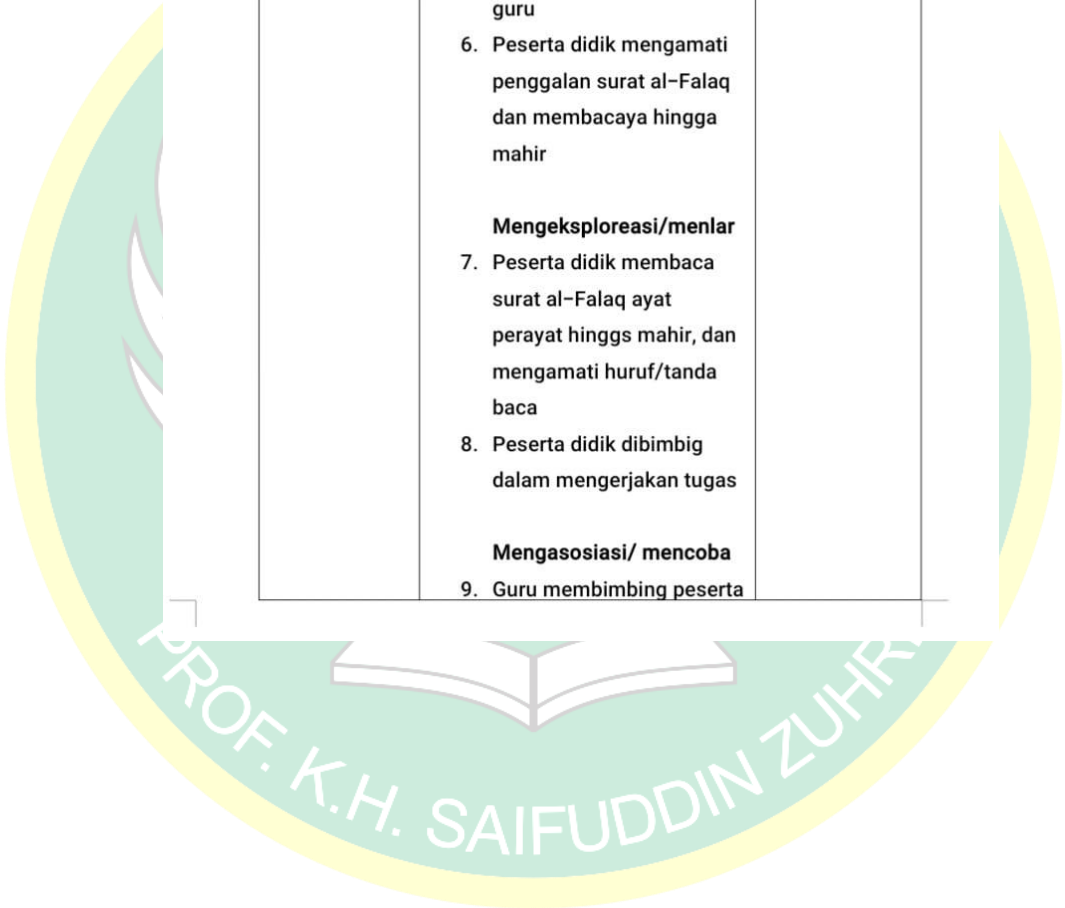 guru
6. Peserta didik mengamati
penggalan surat al-Falaq
dan membacaya hingga
mahir
Mengeksploreasi/menlar
7. Peserta didik membaca
surat al-Falaq ayat
perayat hinggs mahir, dan
mengamati huruf/tanda
baca
8. Peserta didik dibimbig
dalam mengerjakan tugas
Mengasosiasi/ mencoba
9. Guru membimbing peserta
PROF. K.H. SAIFUDDIN ZUHR